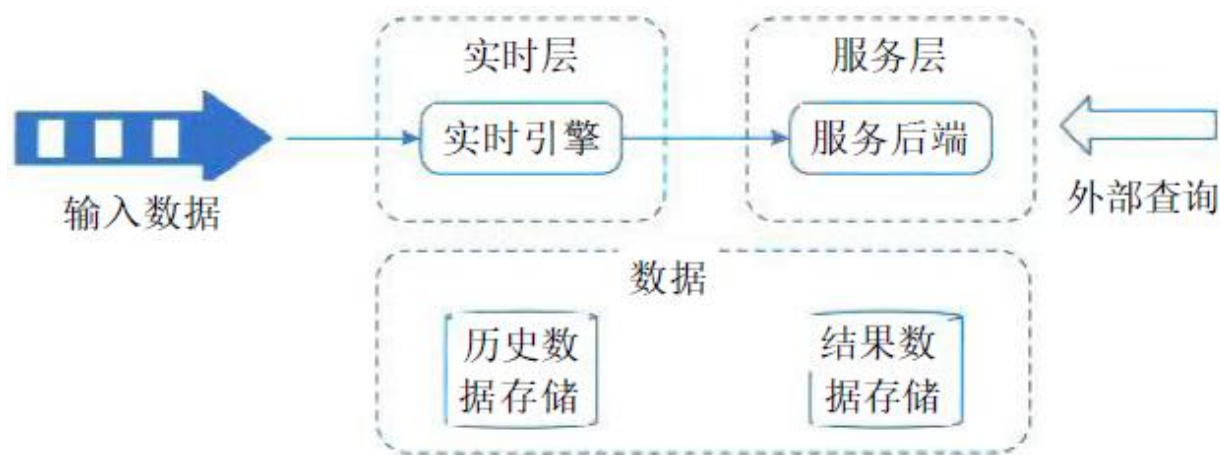 实时层
服务层
实时引擎
服务后端
输入数据
外部查询
数据
历史数
据存储
结果数
据存储